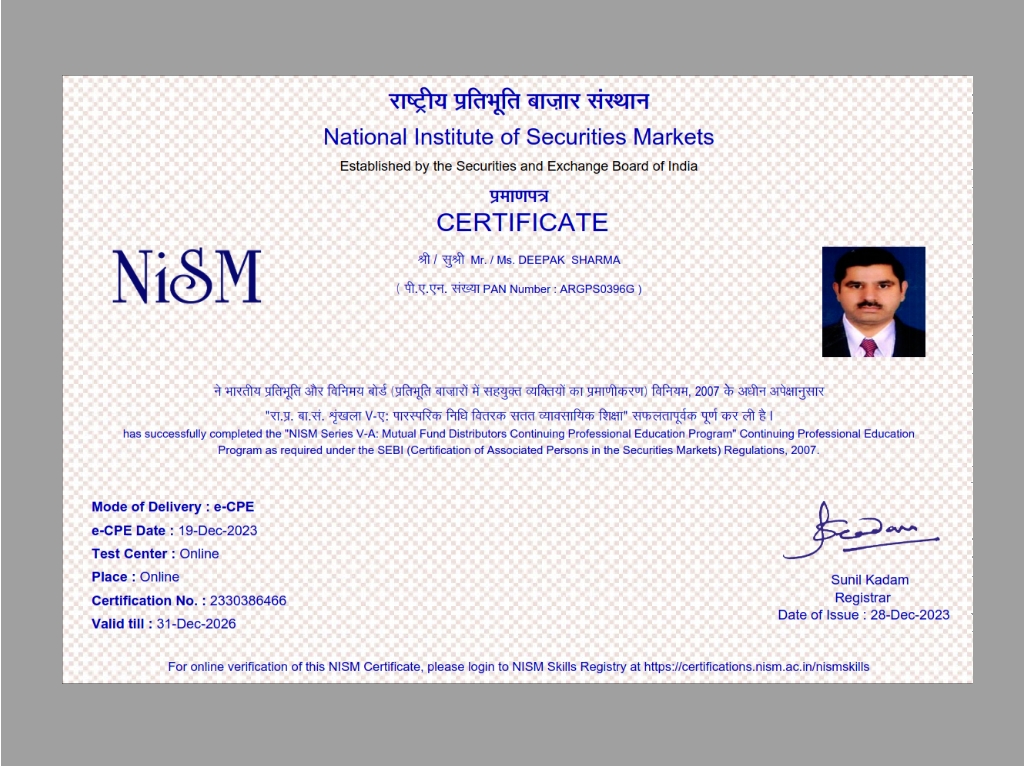 राष्ट्रीय प्रतिभूति बाज़ार संस्थान
National Institute of Securities Markets
Established by the Securities and Exchange Board of India
प्रमाणपत्र
CERTIFICATE
NiSM
श्री / सुश्री Mr. / Ms. DEEPAK SHARMA
( पी.ए.एन. संख्या PAN Number : ARGPS0396G )
ने भारतीय प्रतिभूति और विनिमय बोर्ड (प्रतिभूति बाज़ारों में सहयुक्त व्यक्तियों का प्रमाणीकरण) विनियम, 2007 के अधीन अपेक्षानुसार
"रा.प्र. बा.सं. शृंखला V-ए: पारस्परिक निधि वितरक सतत व्यावसायिक शिक्षा" सफलतापूर्वक पूर्ण कर ली है।
has successfully completed the "NISM Series V-A: Mutual Fund Distributors Continuing Professional Education Program" Continuing Professional Education
Program as required under the SEBI (Certification of Associated Persons in the Securities Markets) Regulations, 2007.
Mode of Delivery : e-CPE
e-CPE Date : 19-Dec-2023
Test Center : Online
Place : Online
Certification No. : 2330386466
Valid till : 31-Dec-2026
Sunil Kadam
Registrar
Date of Issue : 28-Dec-2023
For online verification of this NISM Certificate, please login to NISM Skills Registry at https://certifications.nism.ac.in/nismskills